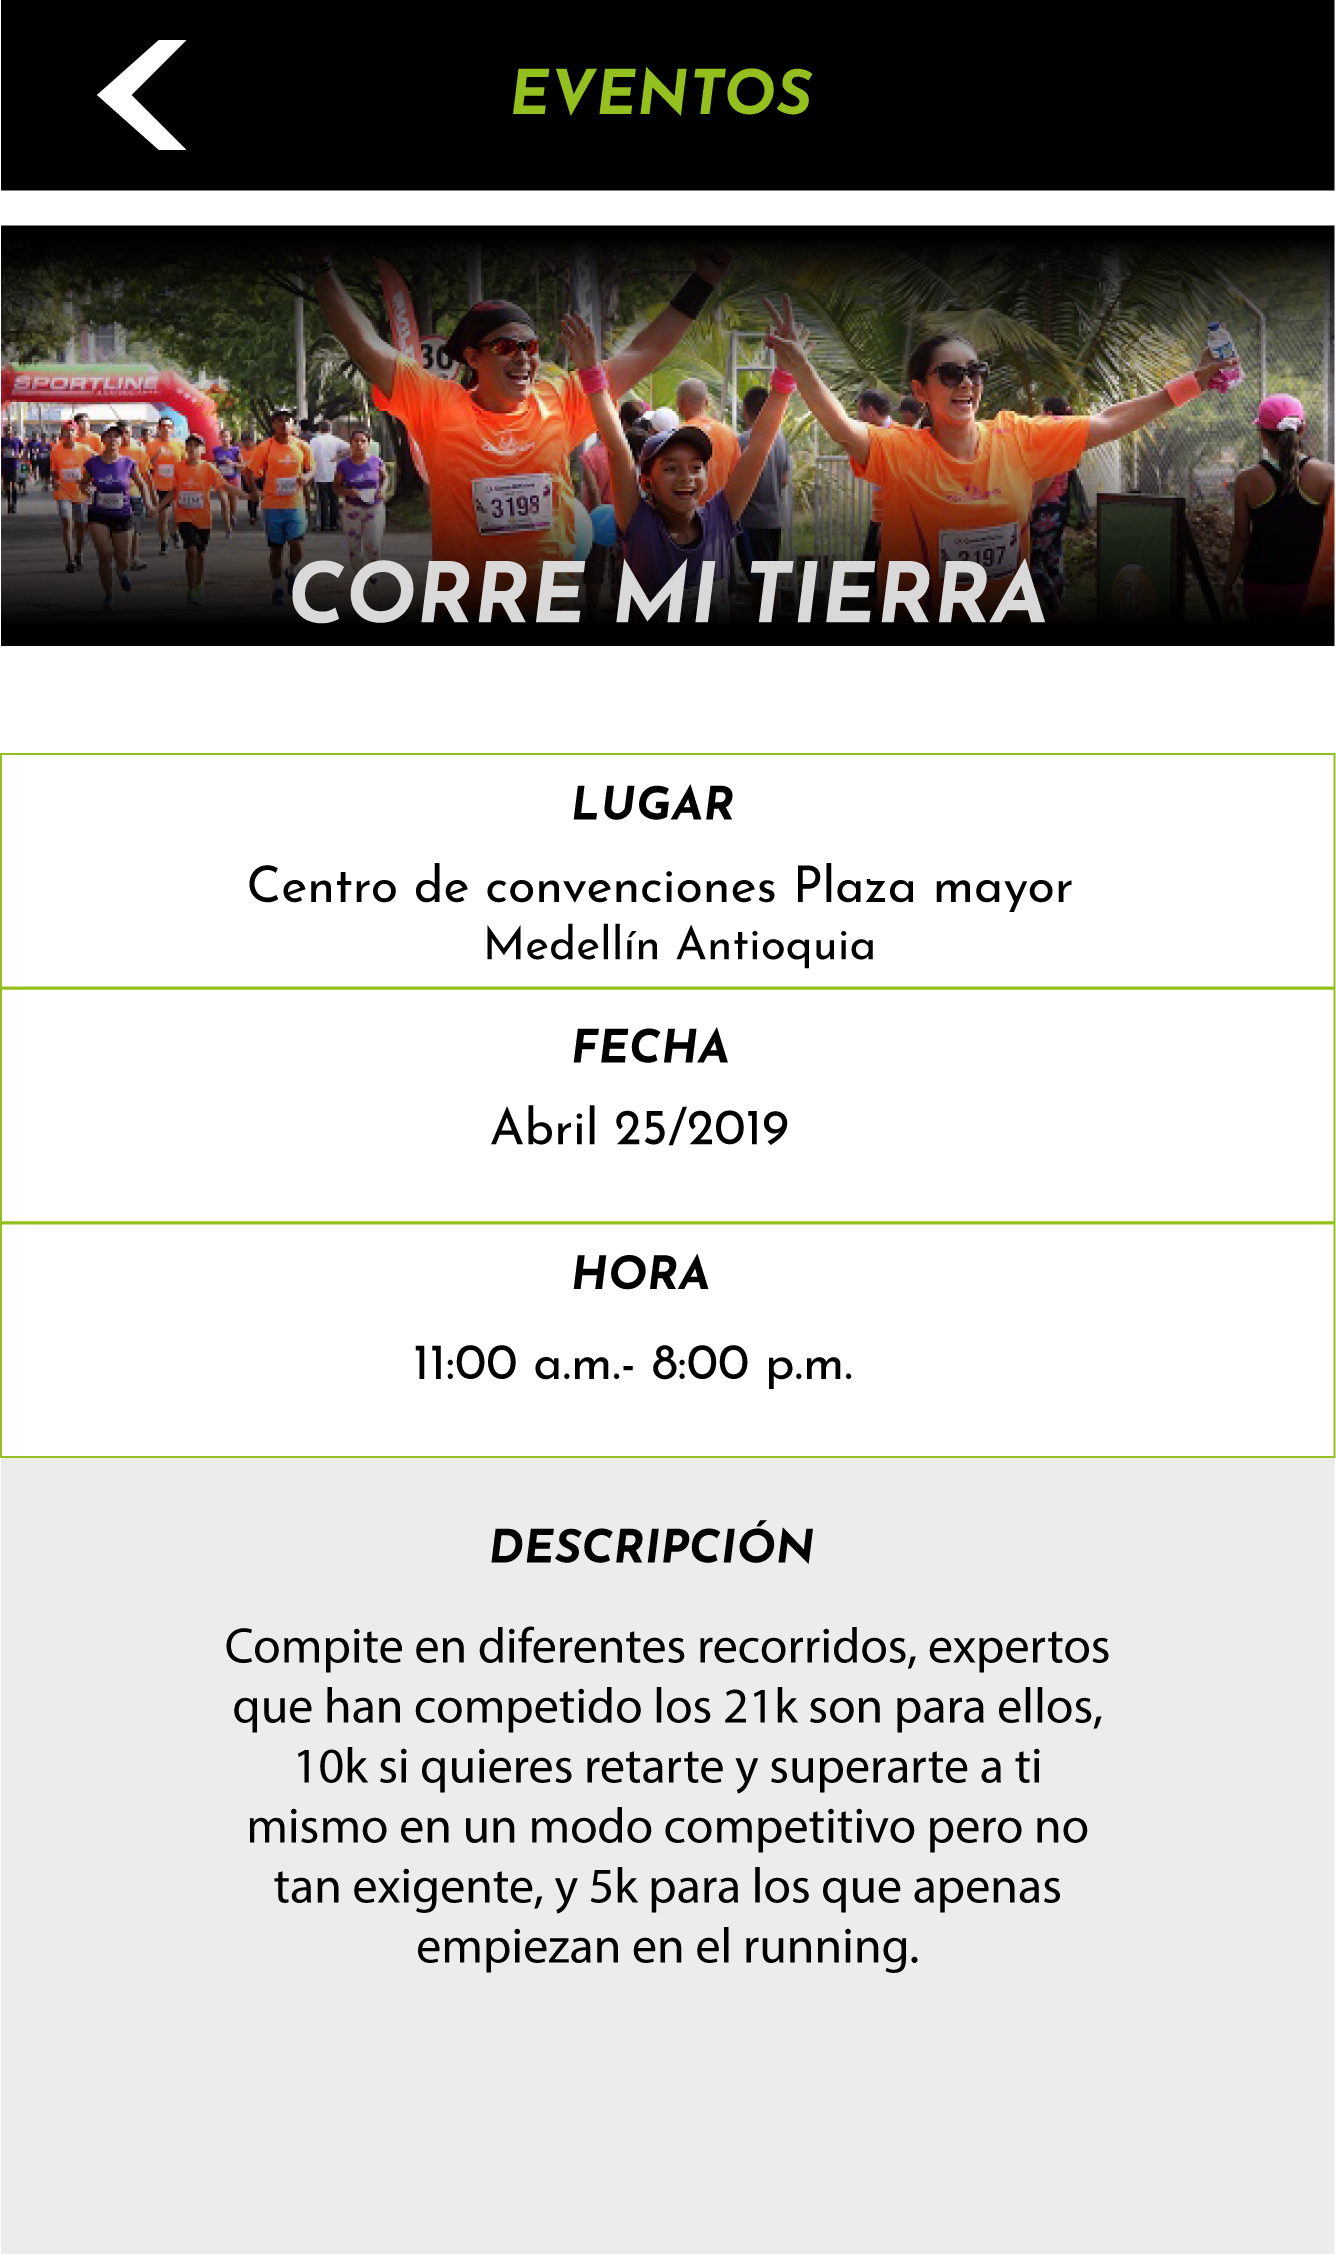 EVENTOS
SPORTLINE
30
3198
3197
CORRE MI TIERRA
LUGAR
Centro de convenciones Plaza mayor
Medellín Antioquia
FECHA
Abril 25/2019
HORA
11:00 a.m.- 8:00 p.m.
DESCRIPCIÓN
Compite en diferentes recorridos, expertos
que han competido los 21k son para ellos,
10k si quieres retarte y superarte a ti
mismo en un modo competitivo pero no
tan exigente, y 5k para los que apenas
empiezan en el running.